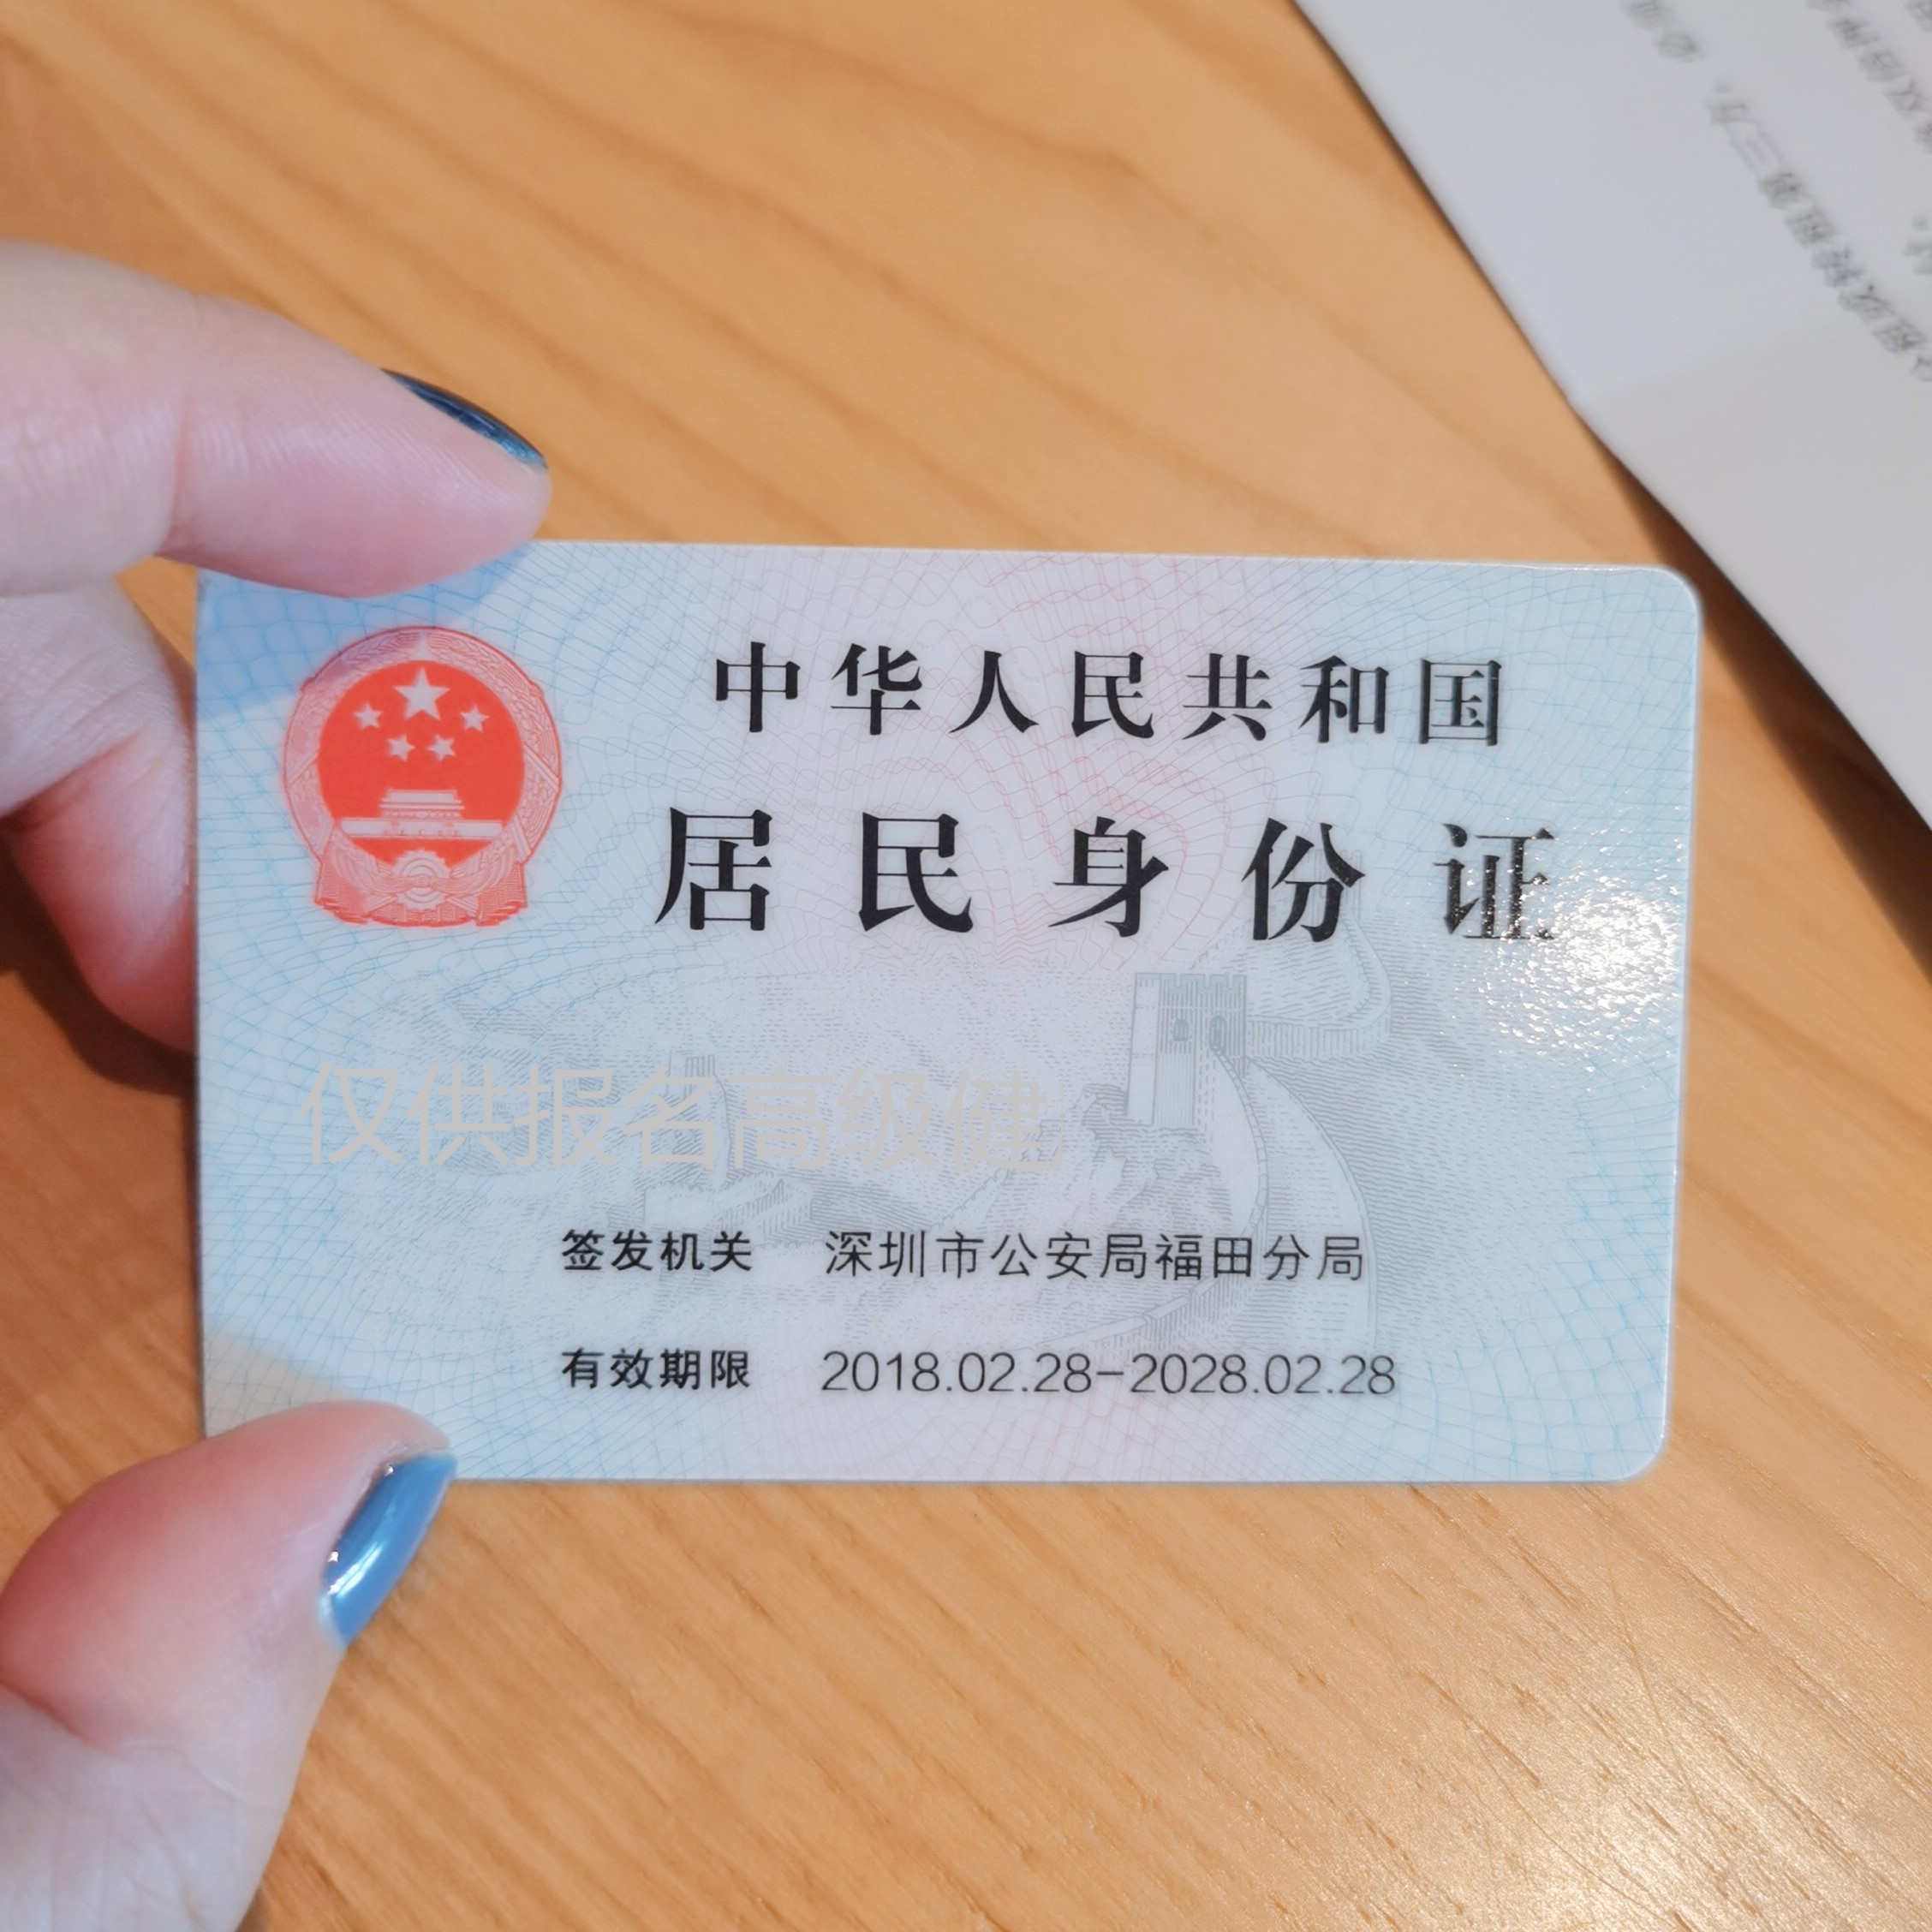 中华人民共和国
居民身份证
仅供报名高级健
签发机关 深圳市公安局福田分局
有效期限 2018.02.28-2028.02.28